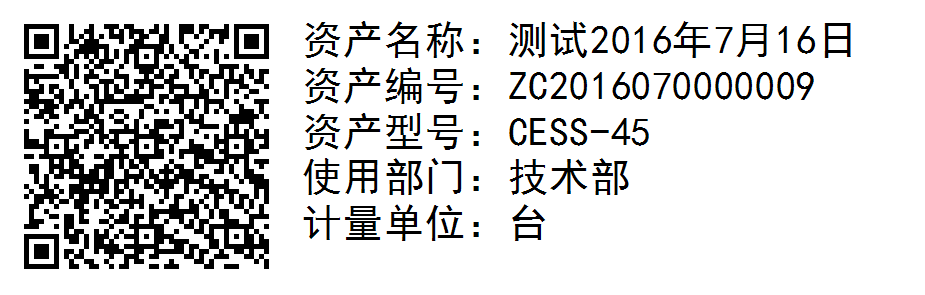 资产名称：测试2016年7月16日
资产编号：ZC2016070000009
资产型号：CESS-45
使用部门：技术部
计量单位：台